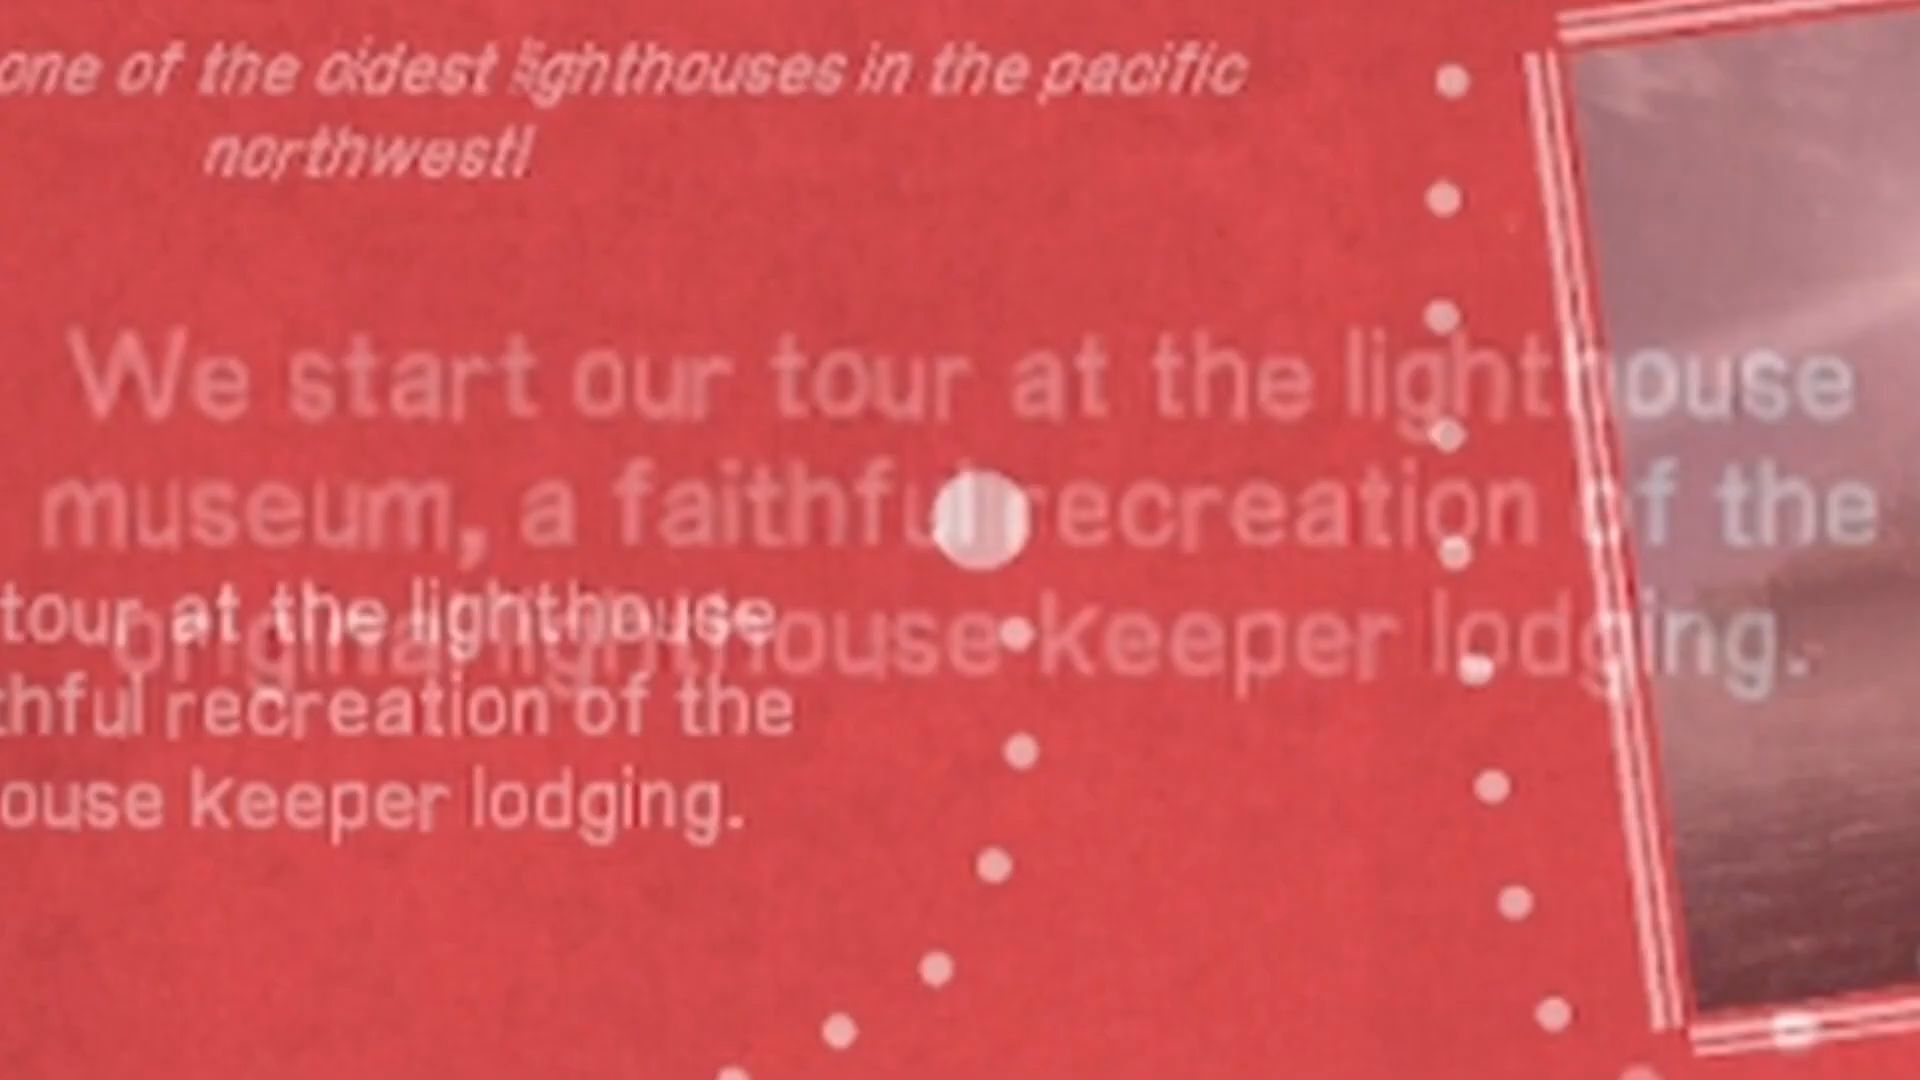 one of the oldest lighthouses in the pacific
northwest!
We start our tour at the lighthouse
museum, a faithful recreation of the
original lighthouse keeper lodging.
tour at the lighthouse
thful recreation of the
ouse keeper lodging.